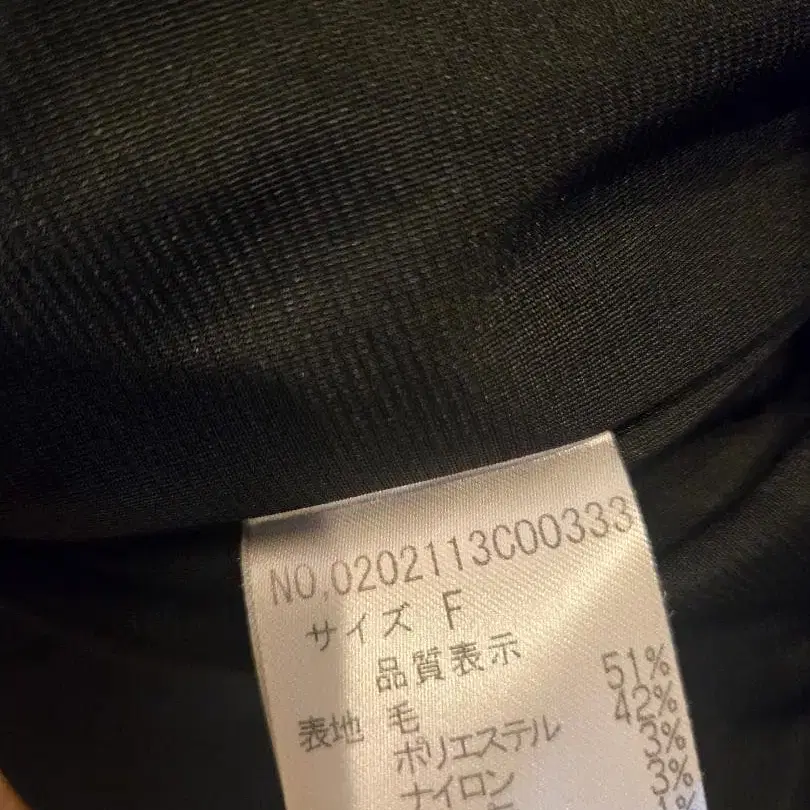 NO,0202113C00333
サイズ F
品質表示
表地 毛 51%
ポリエステル 42%
ナイロン 3%
3%